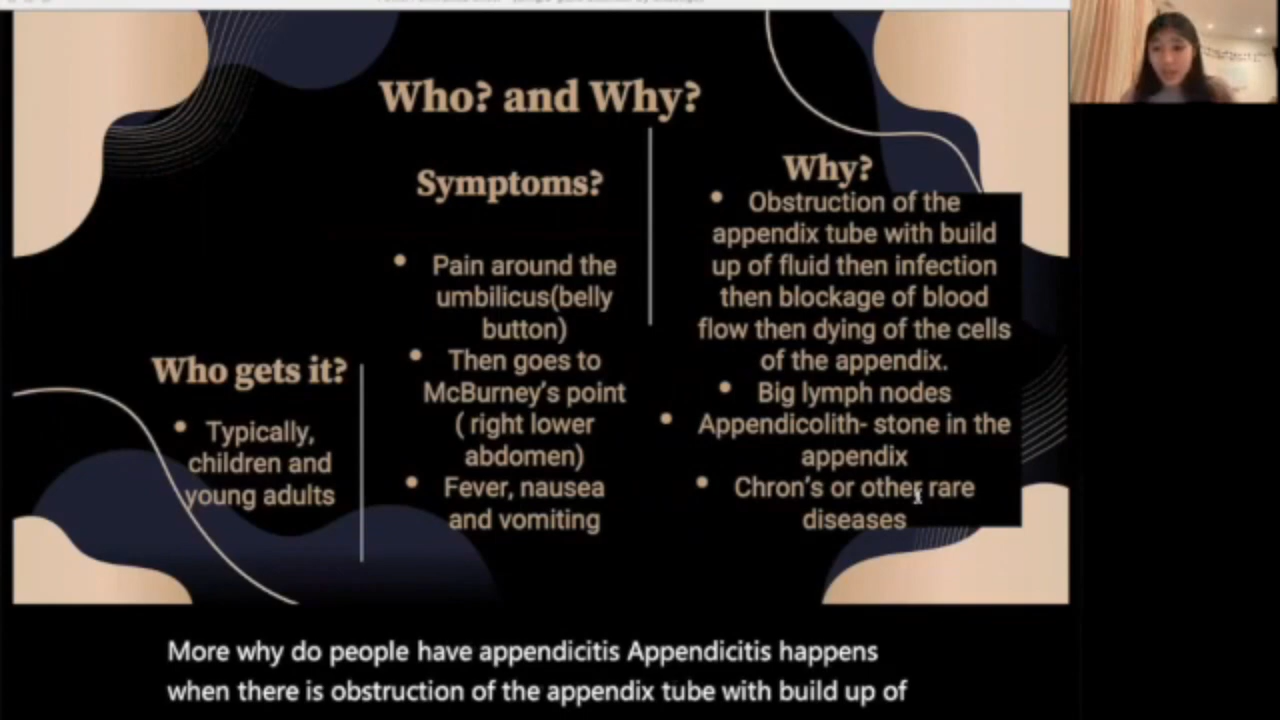 Who? and Why?
Symptoms?
Pain around the
umbilicus(belly
button)
Then goes to
McBurney's point
( right lower
abdomen)
Fever, nausea
and vomiting
Why?
Obstruction of the
appendix tube with build
up of fluid then infection
then blockage of blood
flow then dying of the cells
of the appendix.
Big lymph nodes
Appendicolith- stone in the
appendix
Chron's or other rare
diseases
Who gets it?
Typically,
children and
young adults
More why do people have appendicitis Appendicitis happens
when there is obstruction of the appendix tube with build up of